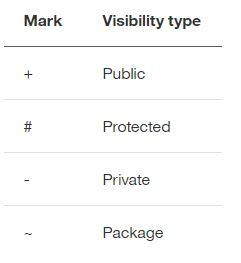 Mark Visibility type
+ Public
# Protected
- Private
~ Package